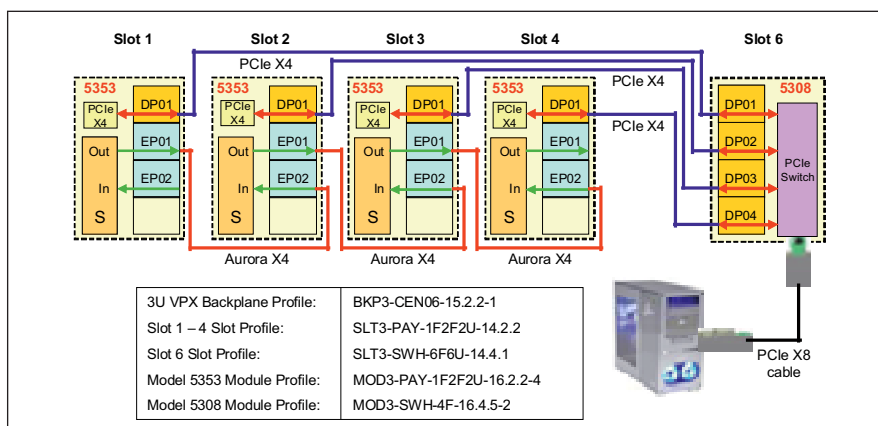 Slot 1 Slot 2 Slot 3 Slot 4 Slot 6
PCIe X4
PCIe X4
PCIe X4
5353
PCIe X4
DP01
EP01
EP02
Out
In
S
5353
PCIe X4
DP01
EP01
EP02
Out
In
S
5353
PCIe X4
DP01
EP01
EP02
Out
In
S
5353
PCIe X4
DP01
EP01
EP02
Out
In
S
5308
DP01
DP02
DP03
DP04
PCIe
Switch
Aurora X4 Aurora X4 Aurora X4
3U VPX Backplane Profile: BKP3-CEN06-15.2.2-1
Slot 1 – 4 Slot Profile: SLT3-PAY-1F2F2U-14.2.2
Slot 6 Slot Profile: SLT3-SWH-6F6U-14.4.1
Model 5353 Module Profile: MOD3-PAY-1F2F2U-16.2.2-4
Model 5308 Module Profile: MOD3-SWH-4F-16.4.5-2
PCIe X8
cable